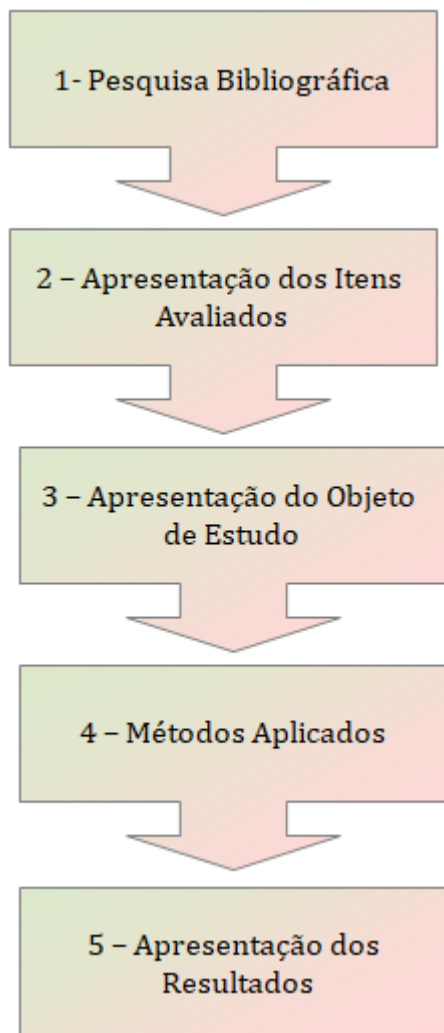 1- Pesquisa Bibliográfica
2 – Apresentação dos Itens
Avaliados
3 – Apresentação do Objeto
de Estudo
4 – Métodos Aplicados
5 – Apresentação dos
Resultados